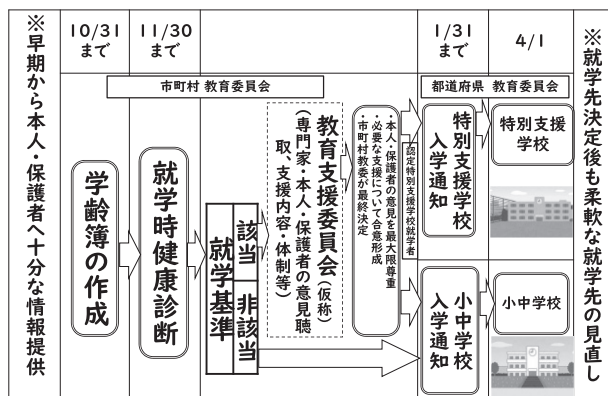 ※早期から本人・保護者へ十分な情報提供
10/31
まで
11/30
まで
1/31
まで
4/1
市町村 教育委員会
都道府県 教育委員会
学齢簿の作成
就学時健康診断
就学基準
該当
非該当
教育支援委員会(仮称)
(専門家・本人・保護者の意見聴
取、支援内容・体制等)
・本人・保護者の意見を最大限尊重
・必要な支援について合意形成
・市町村教委が最終決定
認定特別支援学校就学者
特別支援学校
入学通知
小中学校
入学通知
特別支援
学校
小中学校
※就学先決定後も柔軟な就学先の見直し